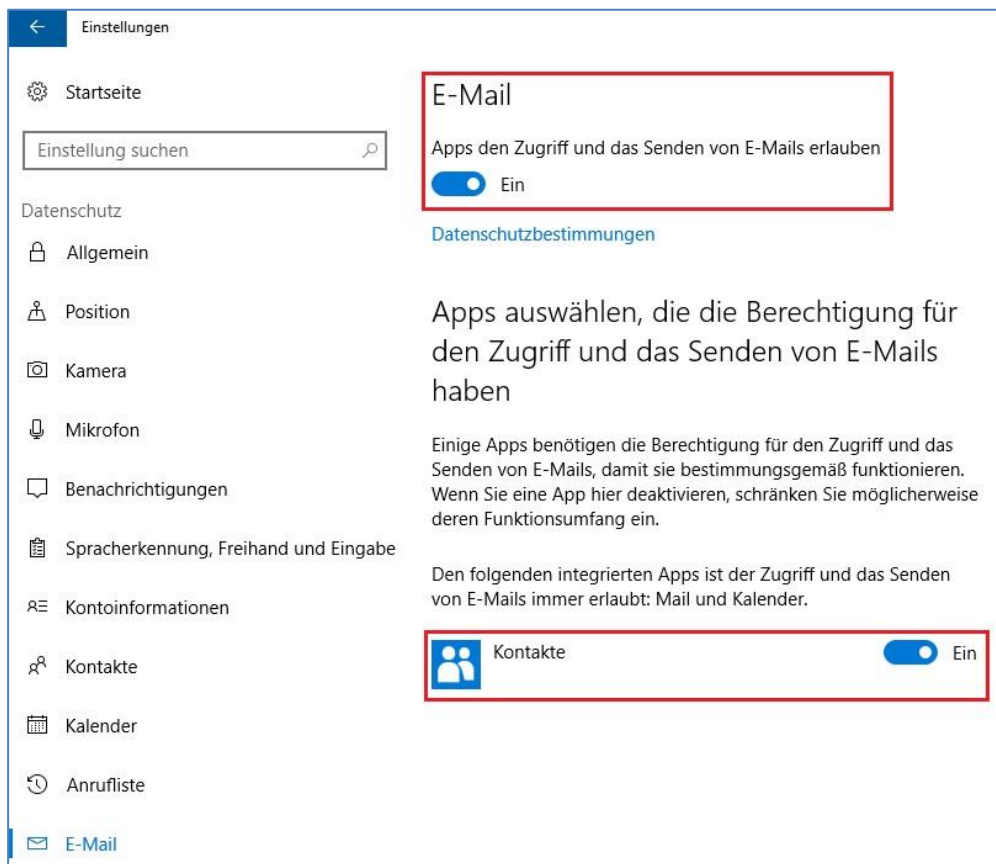 Einstellungen
Startseite
Einstellung suchen
Datenschutz
Allgemein
Position
Kamera
Mikrofon
Benachrichtigungen
Spracherkennung, Freihand und Eingabe
Kontoinformationen
Kontakte
Kalender
Anrufliste
E-Mail
E-Mail
Apps den Zugriff und das Senden von E-Mails erlauben
Ein
Datenschutzbestimmungen
Apps auswählen, die die Berechtigung für
den Zugriff und das Senden von E-Mails
haben
Einige Apps benötigen die Berechtigung für den Zugriff und das
Senden von E-Mails, damit sie bestimmungsgemäß funktionieren.
Wenn Sie eine App hier deaktivieren, schränken Sie möglicherweise
deren Funktionsumfang ein.
Den folgenden integrierten Apps ist der Zugriff und das Senden
von E-Mails immer erlaubt: Mail und Kalender.
Kontakte
Ein